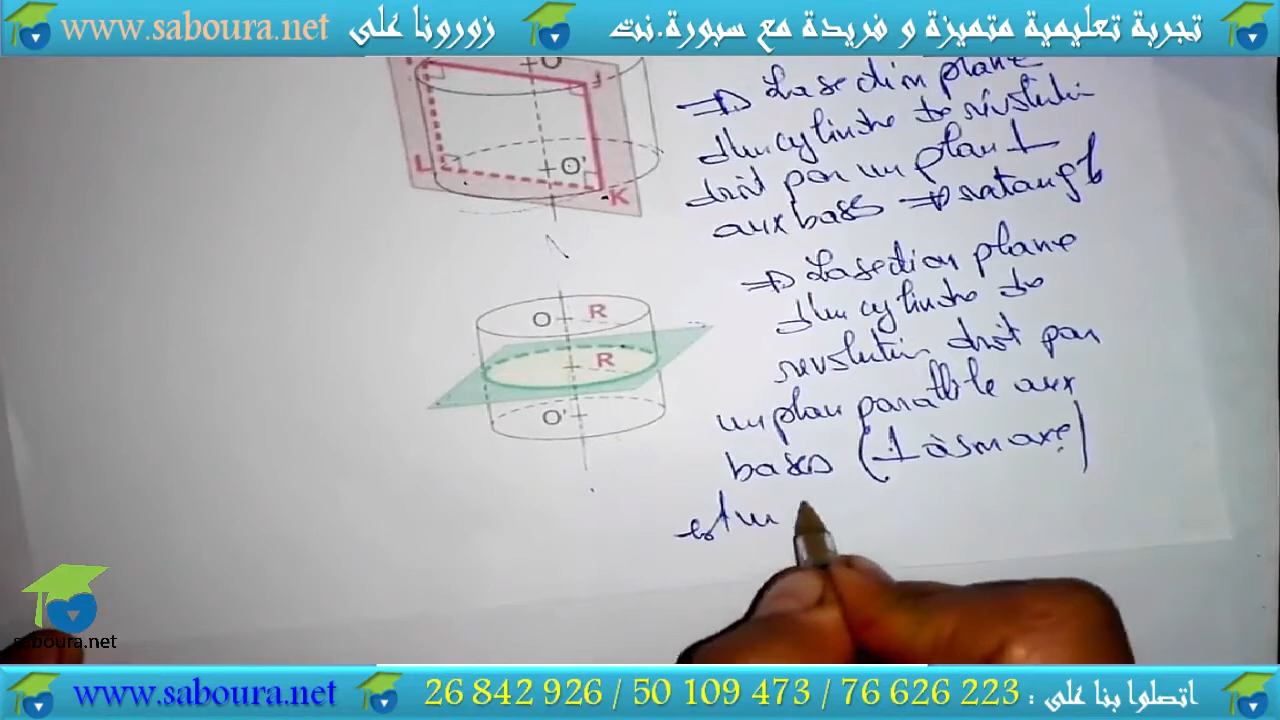 www.saboura.net زورونا على تجربة تعليمية متميزة و فريدة مع سبورة.نت
O
J
L
O'
K
⇒ La section plane
d'un cylindre de révolution
droit par un plan ⊥
aux bases ⇒ rectangle
⇒ La section plane
d'un cylindre de
revolution droit par
un plan parallele aux
bases (⊥ à son axe)
est un
O R
R
O'
saboura.net
www.saboura.net 26 842 926 / 50 109 473 / 76 626 223 : اتصلوا بنا على